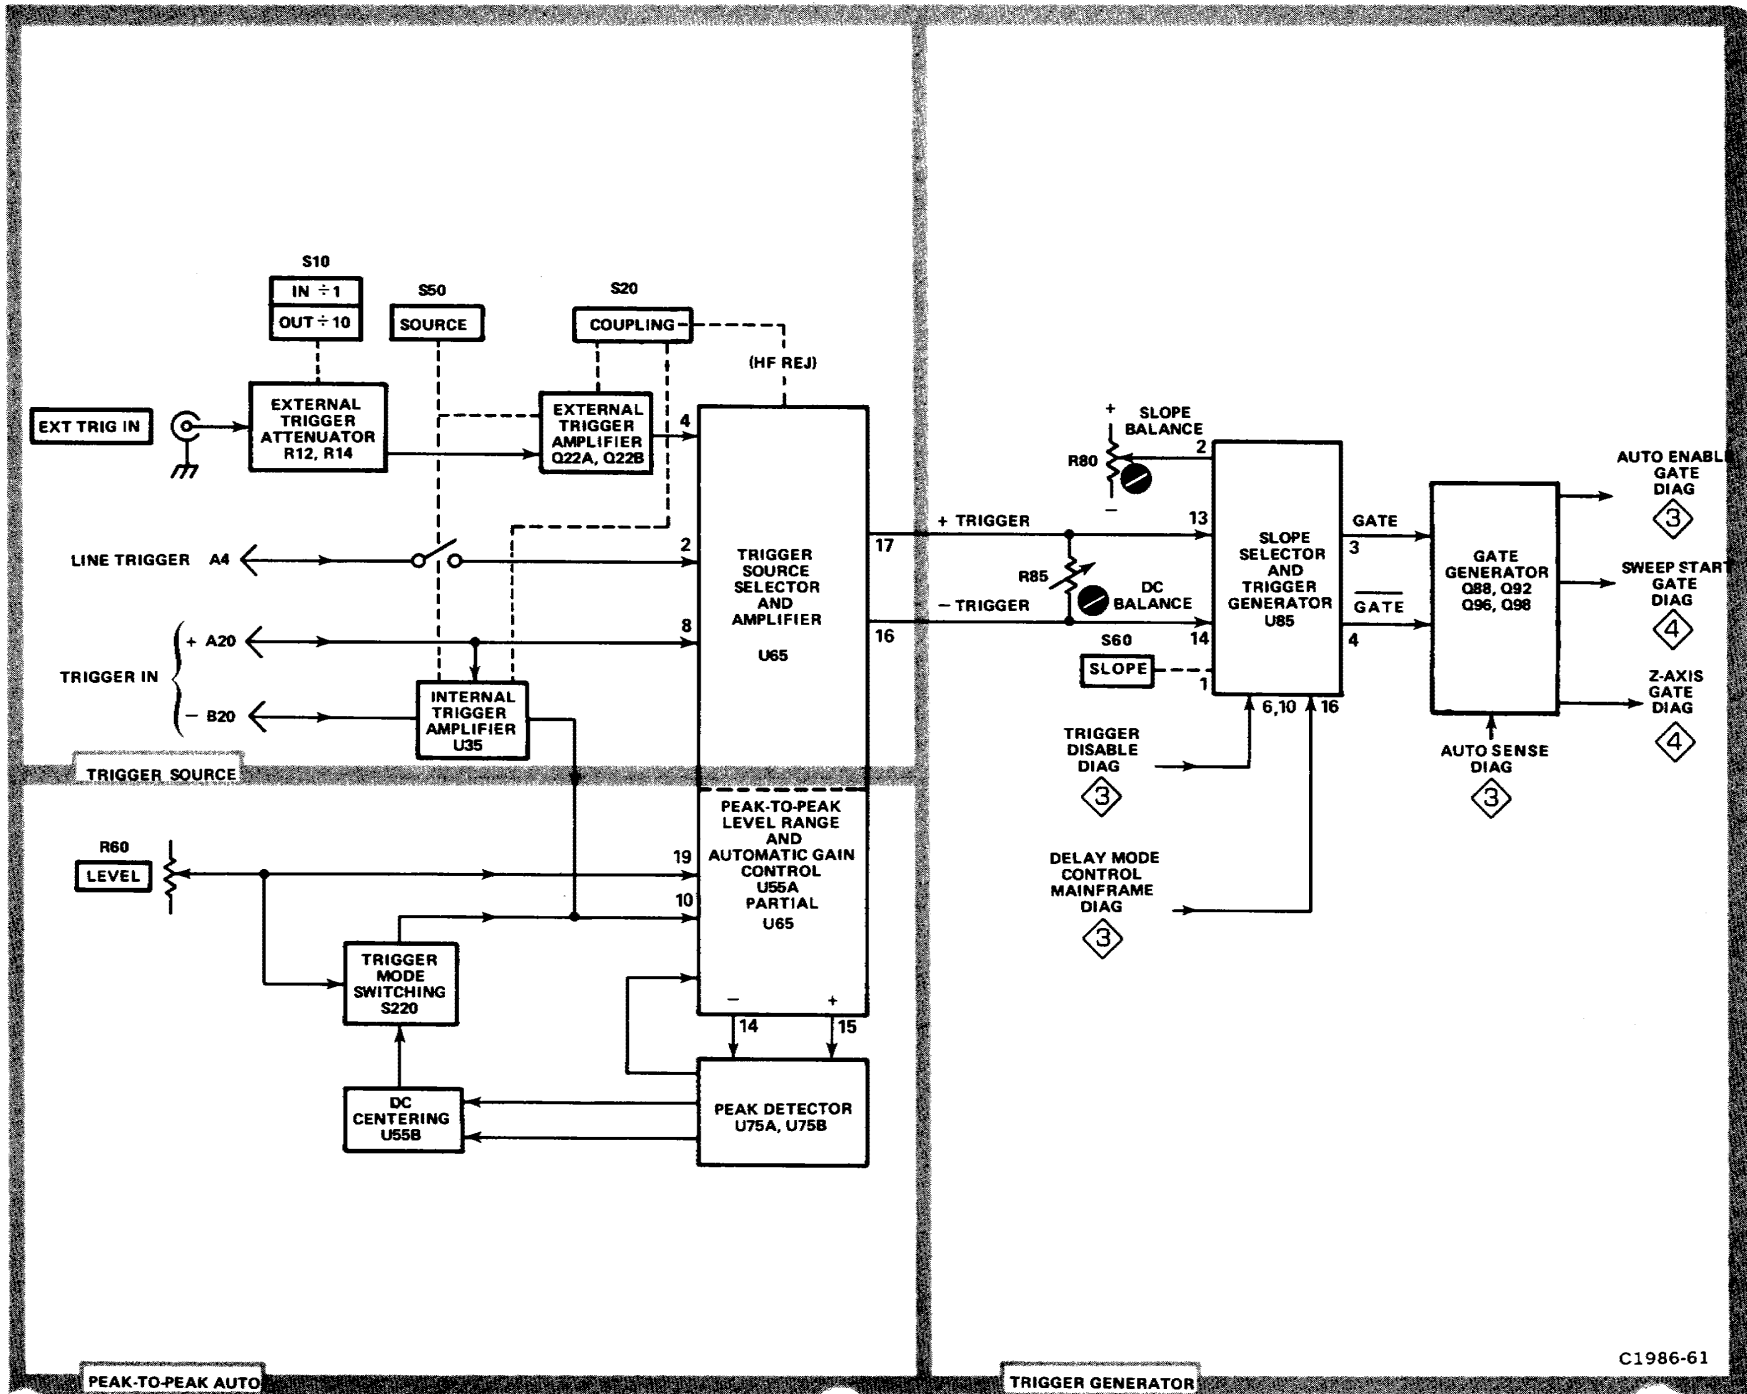 S10
IN ÷ 1
OUT ÷ 10
S50
SOURCE
S20
COUPLING
(HF REJ)
EXT TRIG IN
EXTERNAL
TRIGGER
ATTENUATOR
R12, R14
EXTERNAL
TRIGGER
AMPLIFIER
Q22A, Q22B
4
LINE TRIGGER A4
2
TRIGGER IN
+ A20
− B20
8
INTERNAL
TRIGGER
AMPLIFIER
U35
TRIGGER
SOURCE
SELECTOR
AND
AMPLIFIER
U65
17
16
TRIGGER SOURCE
+ TRIGGER
− TRIGGER
+
SLOPE
BALANCE
R80
−
2
13
R85
DC
BALANCE
14
S60
SLOPE
1
SLOPE
SELECTOR
AND
TRIGGER
GENERATOR
U85
6,10
16
GATE
3
G̅A̅T̅E̅
4
GATE
GENERATOR
Q88, Q92
Q96, Q98
AUTO ENABLE
GATE
DIAG
3
SWEEP START
GATE
DIAG
4
Z-AXIS
GATE
DIAG
4
AUTO SENSE
DIAG
3
TRIGGER
DISABLE
DIAG
3
DELAY MODE
CONTROL
MAINFRAME
DIAG
3
R60
LEVEL
19
10
PEAK-TO-PEAK
LEVEL RANGE
AND
AUTOMATIC GAIN
CONTROL
U55A
PARTIAL
U65
− +
14
15
TRIGGER
MODE
SWITCHING
S220
DC
CENTERING
U55B
PEAK DETECTOR
U75A, U75B
PEAK-TO-PEAK AUTO
TRIGGER GENERATOR
C1986-61